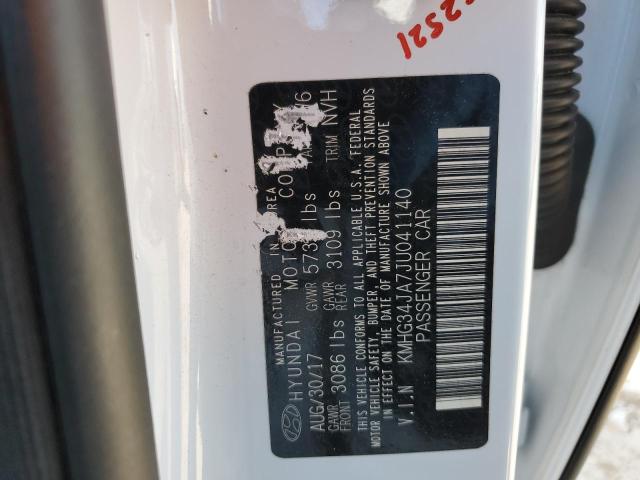 MANUFACTURED IN KOREA
HYUNDAI MOTOR CO
AUG/30/17 GVWR lbs
GAWR FRONT 3086 lbs GAWR REAR 3109 lbs TRIM NVH
THIS VEHICLE CONFORMS TO ALL APPLICABLE U.S.A. FEDERAL
MOTOR VEHICLE SAFETY, BUMPER, AND THEFT PREVENTION STANDARDS
IN EFFECT ON THE DATE OF MANUFACTURE SHOWN ABOVE
V.I.N KMHG34JA7JU041140
PASSENGER CAR